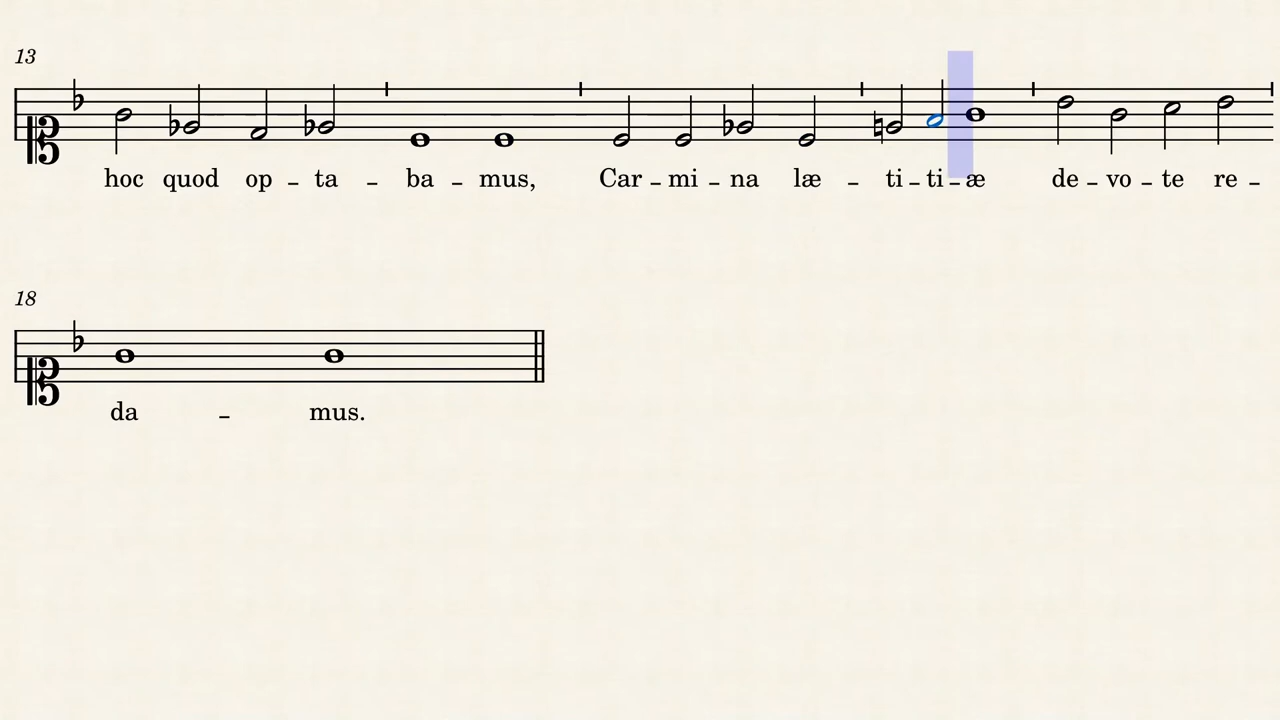 13
hoc quod op - ta - ba - mus, Car - mi - na læ - ti - ti - æ de - vo - te re -
18
da - mus.